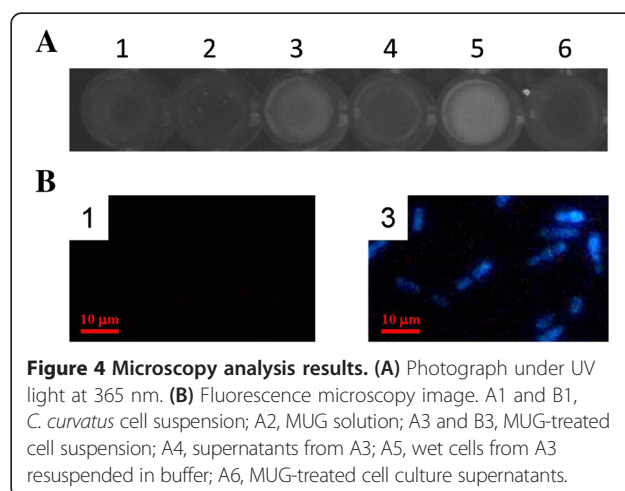 A
1 2 3 4 5 6
B
1
3
10 μm
10 μm
Figure 4 Microscopy analysis results. (A) Photograph under UV
light at 365 nm. (B) Fluorescence microscopy image. A1 and B1,
C. curvatus cell suspension; A2, MUG solution; A3 and B3, MUG-treated
cell suspension; A4, supernatants from A3; A5, wet cells from A3
resuspended in buffer; A6, MUG-treated cell culture supernatants.